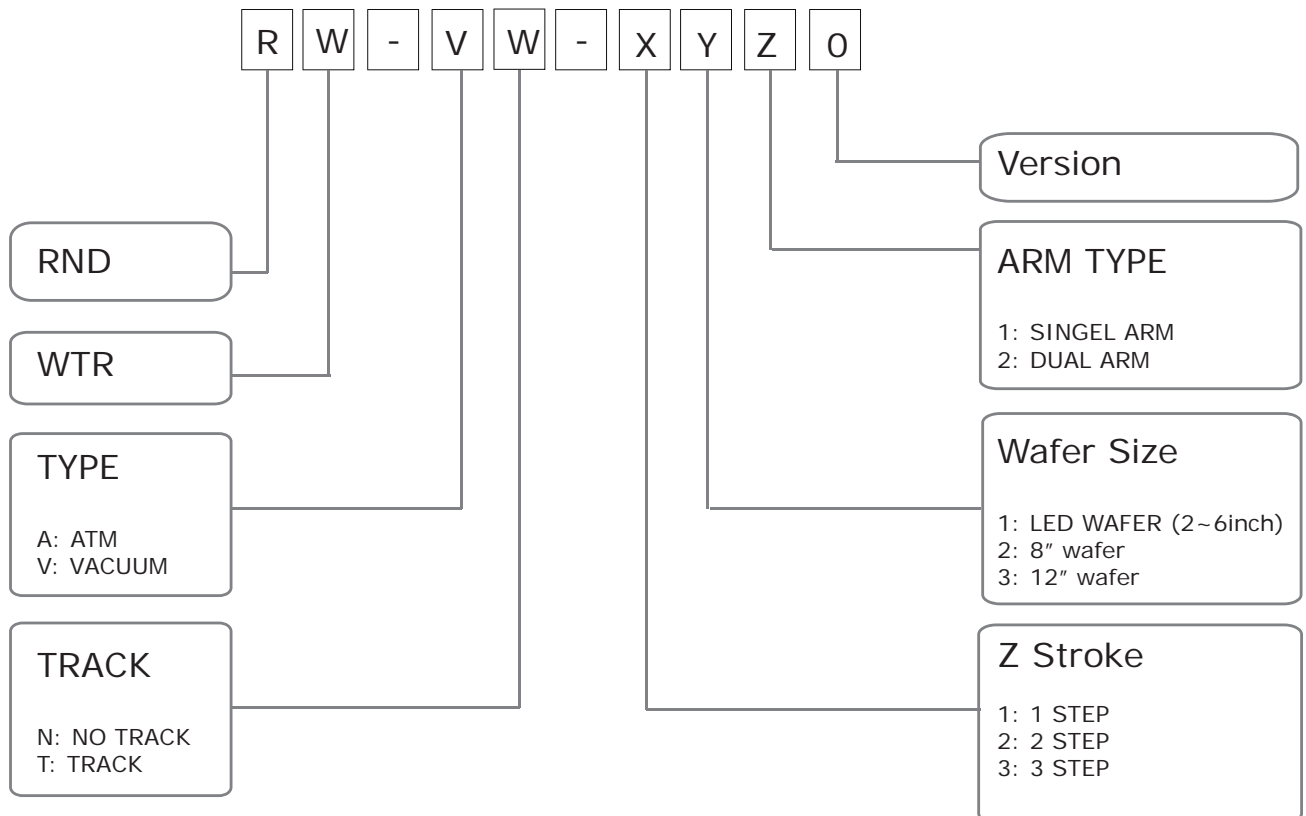 R W - V W - X Y Z 0
RND
WTR
TYPE
A: ATM
V: VACUUM
TRACK
N: NO TRACK
T: TRACK
Version
ARM TYPE
1: SINGEL ARM
2: DUAL ARM
Wafer Size
1: LED WAFER (2~6inch)
2: 8″ wafer
3: 12″ wafer
Z Stroke
1: 1 STEP
2: 2 STEP
3: 3 STEP